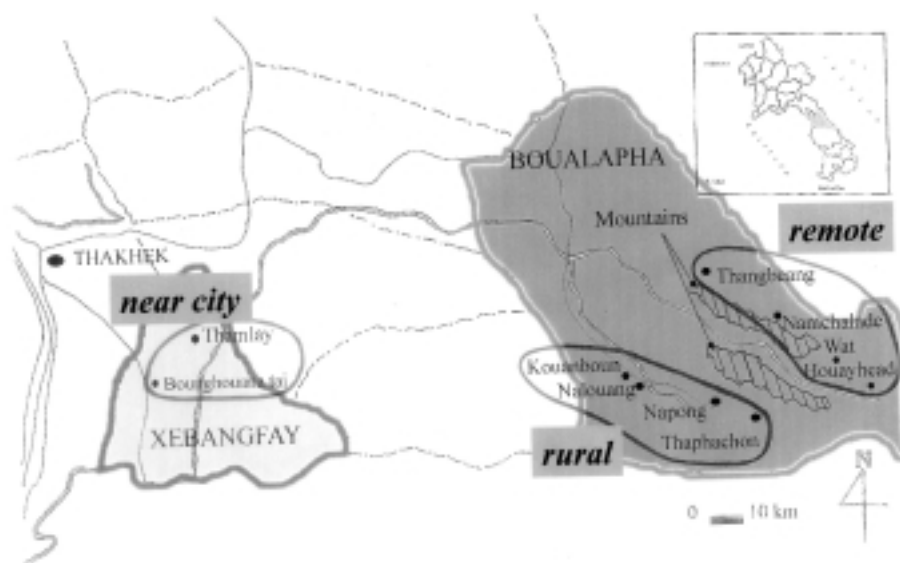 BOUALAPHA
Mountains
remote
THAKHEK
Thangbeang
near city
Thamlay
Namchalnde
Wat
Kouanboun
Houayhead
Nalouang
Napong
XEBANGFAY
Thaphachon
rural
N
0 10 km